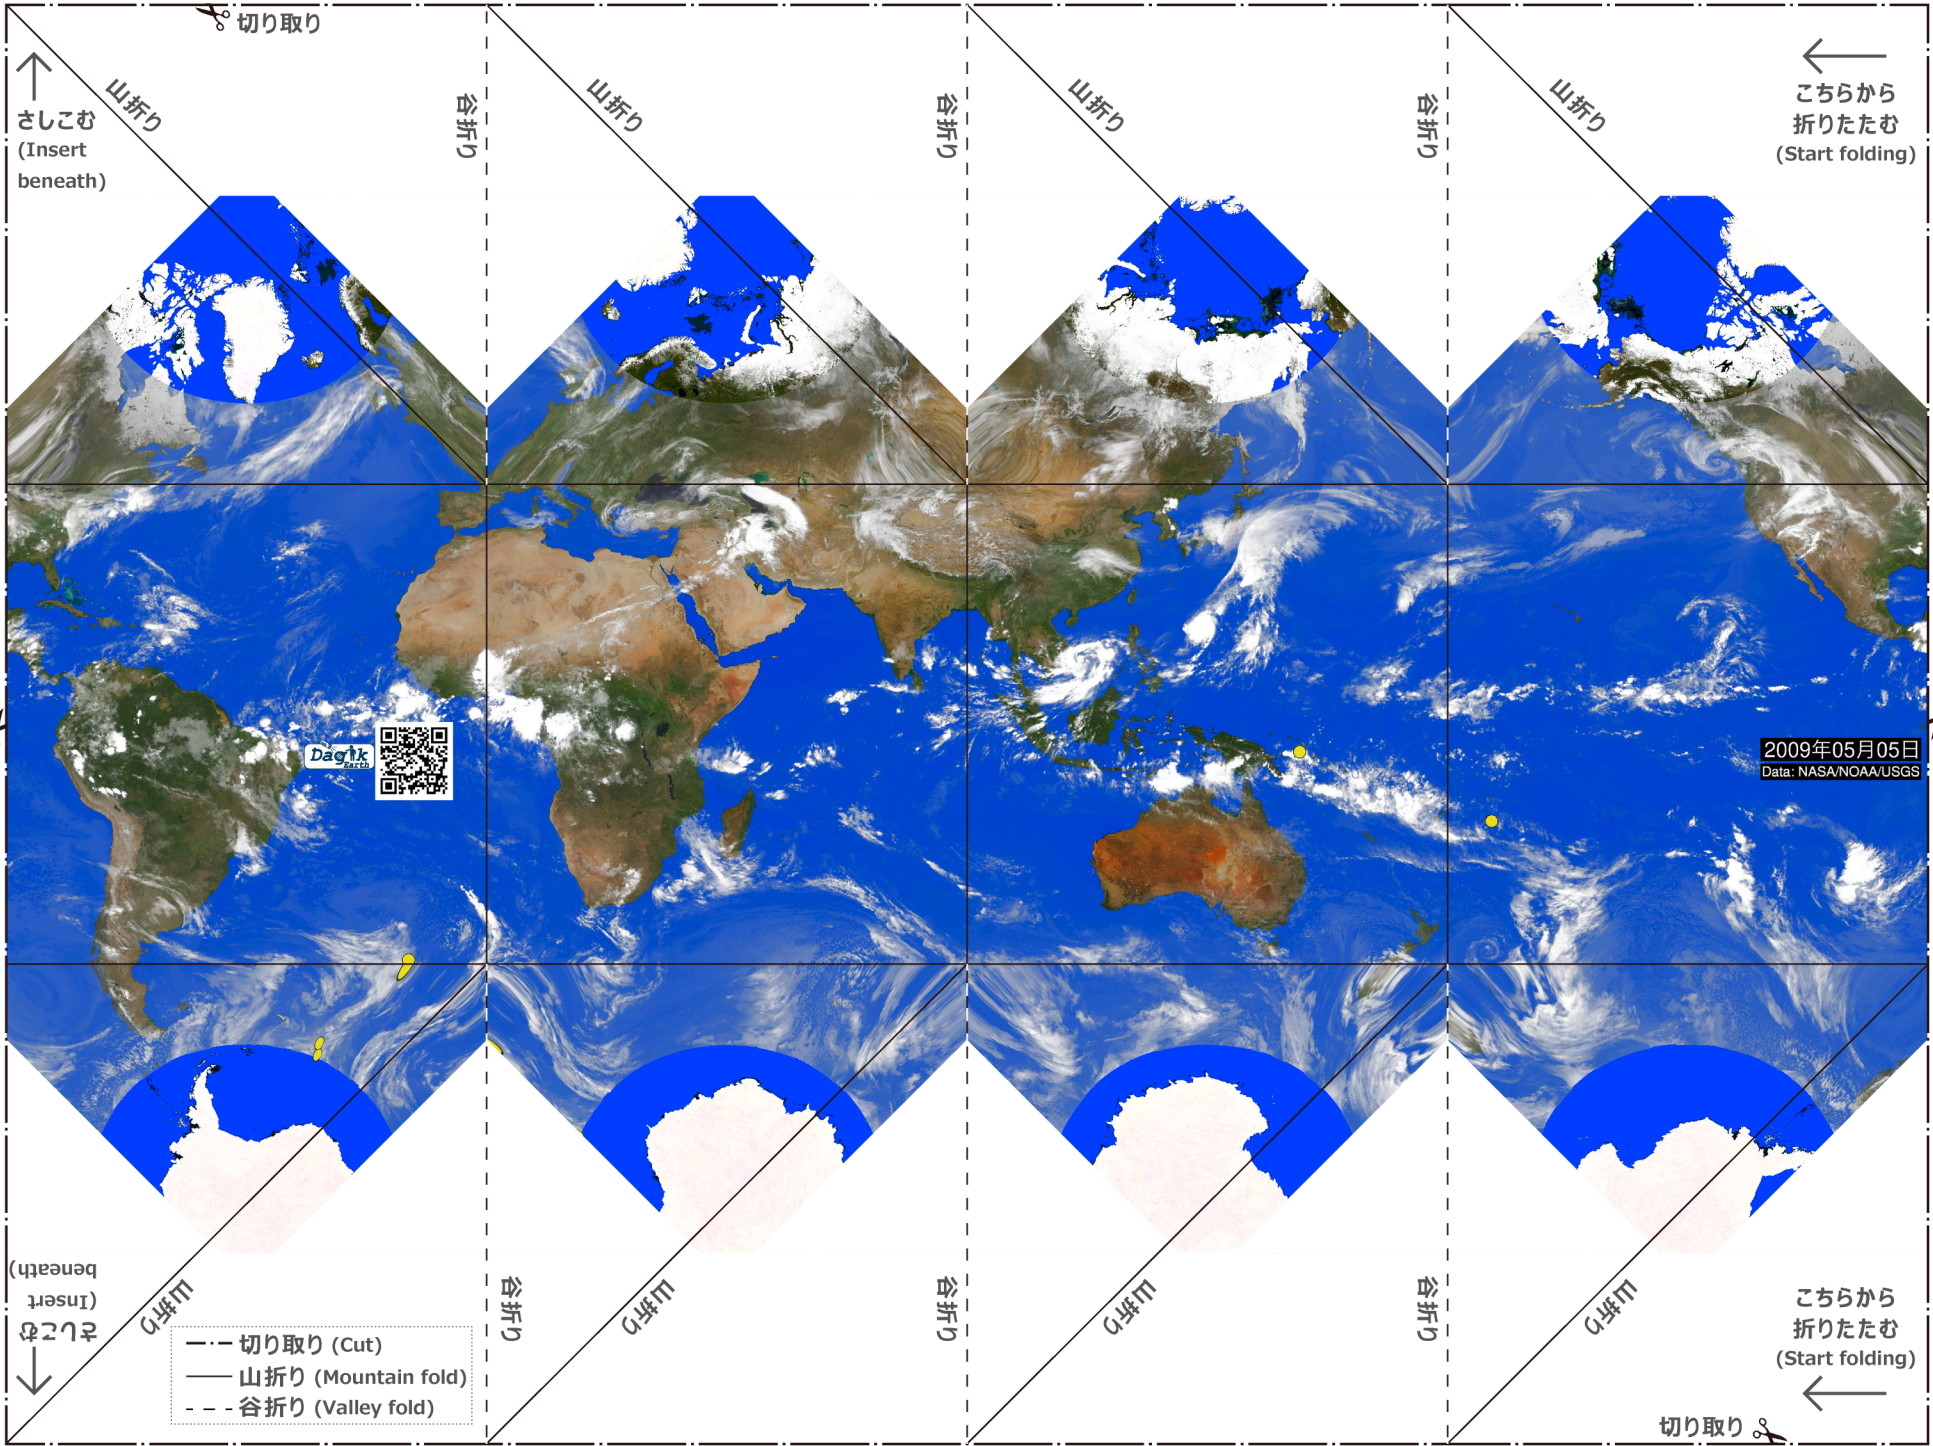 切り取り
さしこむ
(Insert
beneath)
山折り
谷折り
山折り
谷折り
山折り
谷折り
山折り
こちらから
折りたたむ
(Start folding)
Dagik
Earth
2009年05月05日
Data: NASA/NOAA/USGS
さしこむ
(Insert
beneath)
山折り
谷折り
山折り
谷折り
山折り
谷折り
山折り
こちらから
折りたたむ
(Start folding)
切り取り (Cut)
山折り (Mountain fold)
谷折り (Valley fold)
切り取り